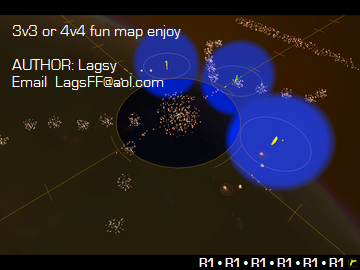 3v3 or 4v4 fun map enjoy
AUTHOR: Lagsy
Email LagsFF@aol.com
R1 • R1 • R1 • R1 • R1 • R1 r